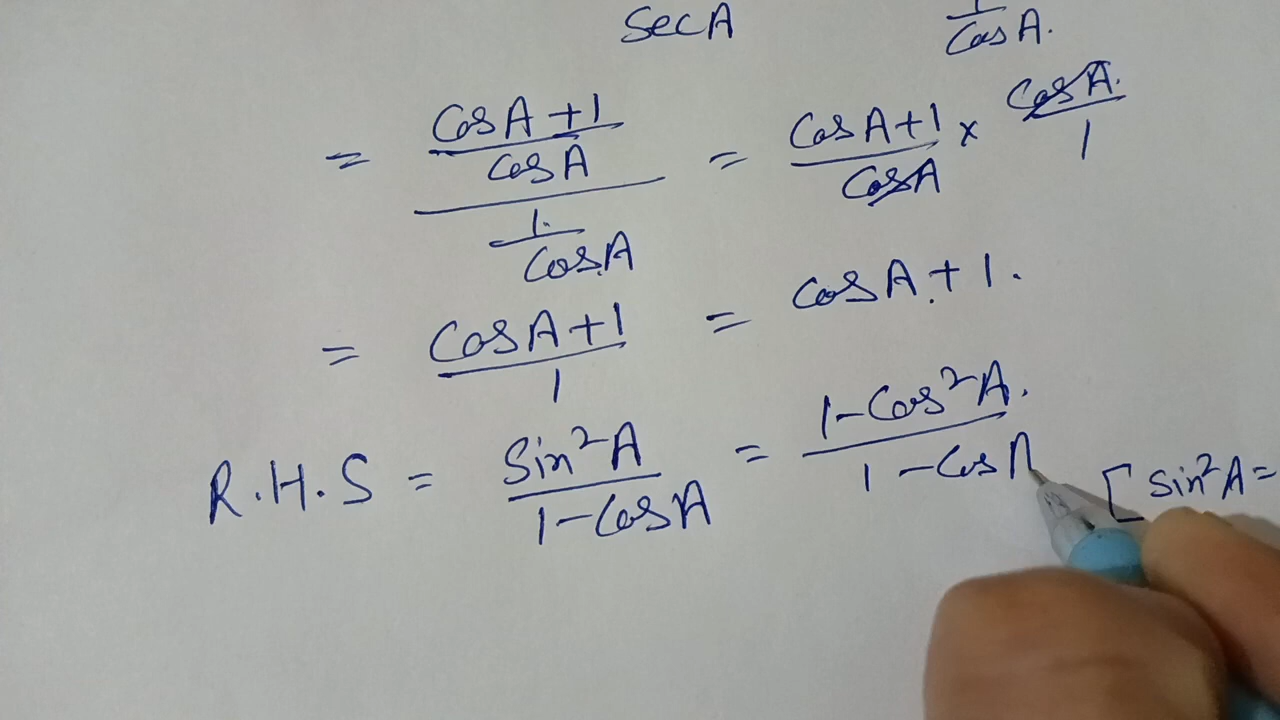 SecA 1/CosA.
= (CosA+1/CosA)/(1/CosA) = CosA+1/CosA × CosA./1
= CosA+1/1 = CosA+1.
R.H.S = Sin²A/1-CosA = 1-Cos²A./1-CosA [Sin²A=